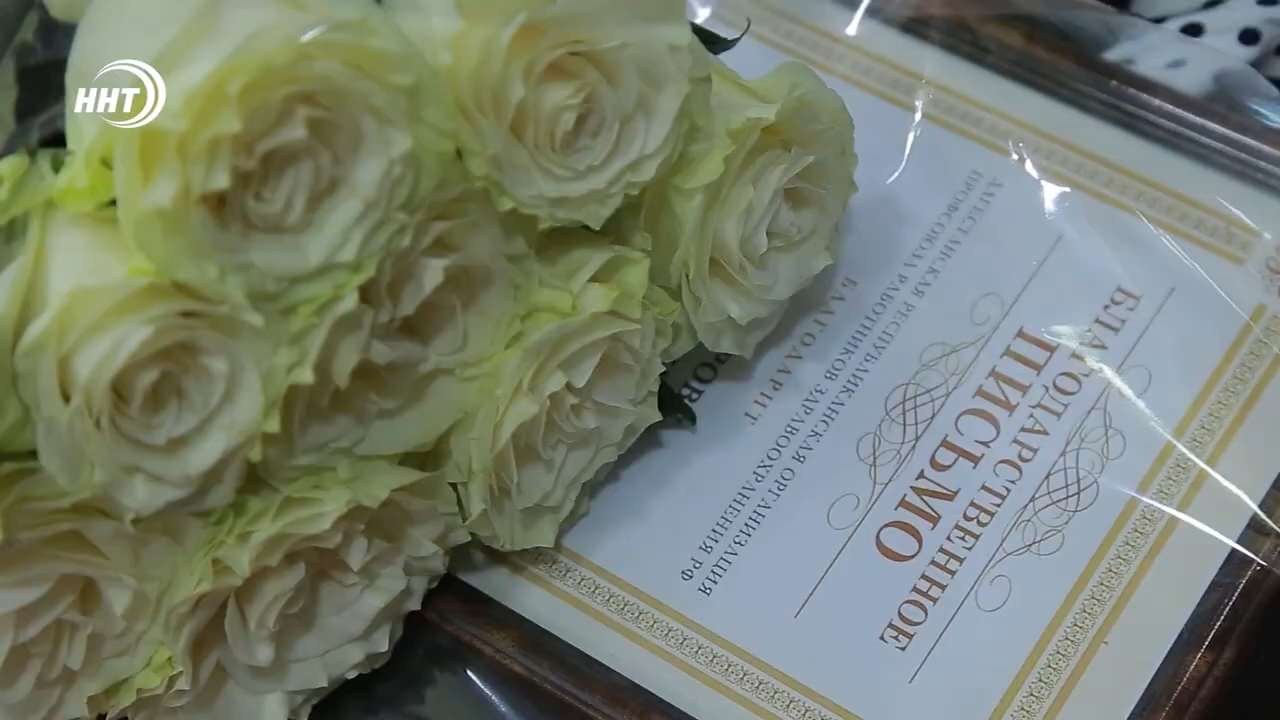 ННТ
БЛАГОДАРСТВЕННОЕ
ПИСЬМО
ДАГЕСТАНСКАЯ РЕСПУБЛИКАНСКАЯ ОРГАНИЗАЦИЯ
ПРОФСОЮЗА РАБОТНИКОВ ЗДРАВООХРАНЕНИЯ РФ
БЛАГОДАРИТ